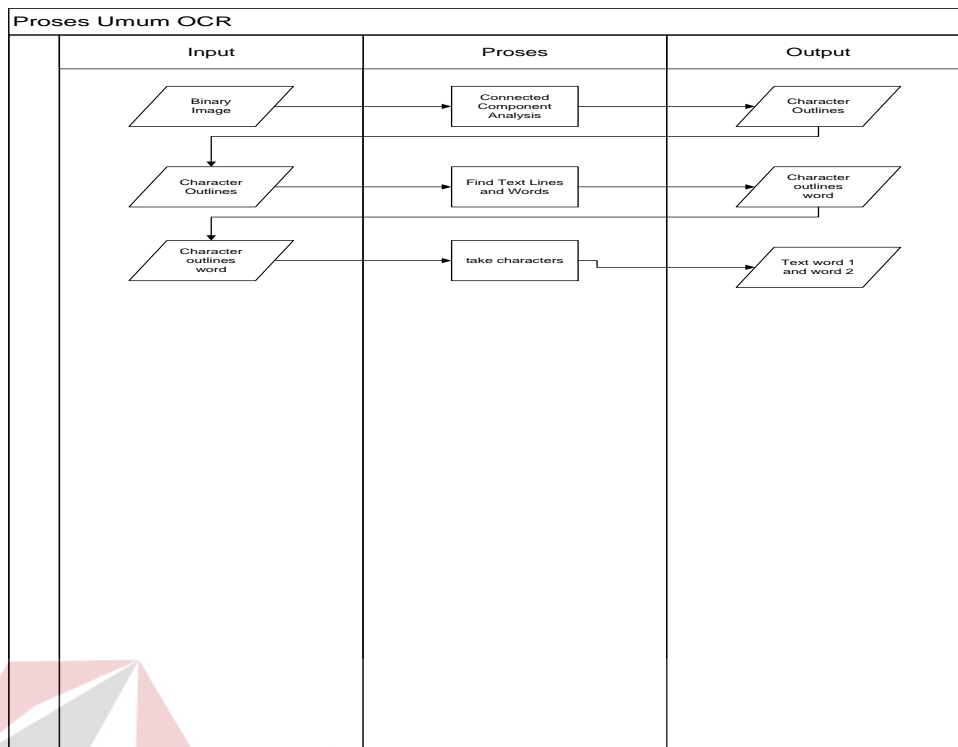 Proses Umum OCR
Input
Proses
Output
Binary
Image
Connected
Component
Analysis
Character
Outlines
Character
Outlines
Find Text Lines
and Words
Character
outlines
word
Character
outlines
word
take characters
Text word 1
and word 2